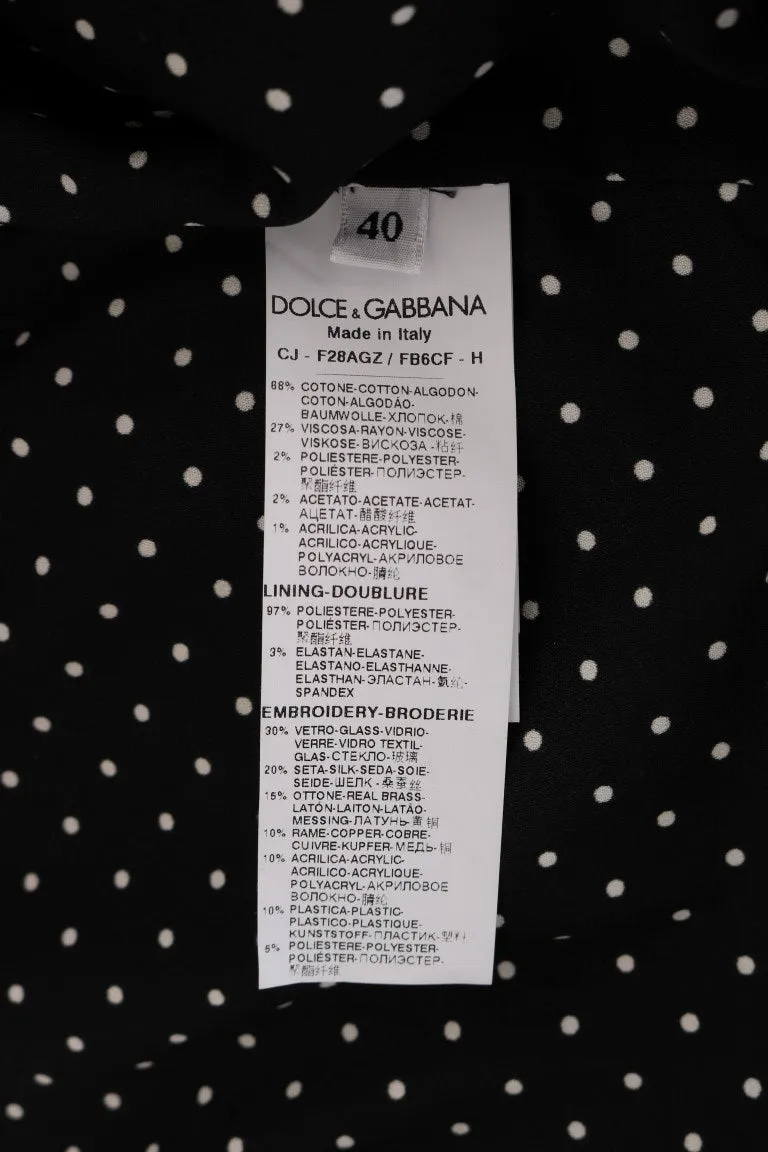 40
DOLCE & GABBANA
Made in Italy
CJ - F28AGZ / FB6CF - H
68% COTONE-COTTON-ALGODON-
COTON-ALGODÃO-
BAUMWOLLE-ХЛОПОК-棉
27% VISCOSA-RAYON-VISCOSE-
VISKOSE-ВИСКОЗА-粘纤
2% POLIESTERE-POLYESTER-
POLIÉSTER-ПОЛИЭСТЕР-
聚酯纤维
2% ACETATO-ACETATE-ACETAT-
АЦЕТАТ-醋酸纤维
1% ACRILICA-ACRYLIC-
ACRILICO-ACRYLIQUE-
POLYACRYL-АКРИЛОВОЕ
ВОЛОКНО-腈纶
LINING-DOUBLURE
97% POLIESTERE-POLYESTER-
POLIÉSTER-ПОЛИЭСТЕР-
聚酯纤维
3% ELASTAN-ELASTANE-
ELASTANO-ELASTHANNE-
ELASTHAN-ЭЛАСТАН-氨纶-
SPANDEX
EMBROIDERY-BRODERIE
30% VETRO-GLASS-VIDRIO-
VERRE-VIDRO TEXTIL-
GLAS-СТЕКЛО-玻璃
20% SETA-SILK-SEDA-SOIE-
SEIDE-ШЕЛК-桑蚕丝
15% OTTONE-REAL BRASS-
LATÓN-LAITON-LATÃO-
MESSING-ЛАТУНЬ-黄铜
10% RAME-COPPER-COBRE-
CUIVRE-KUPFER-МЕДЬ-铜
10% ACRILICA-ACRYLIC-
ACRILICO-ACRYLIQUE-
POLYACRYL-АКРИЛОВОЕ
ВОЛОКНО-腈纶
10% PLASTICA-PLASTIC-
PLASTICO-PLASTIQUE-
KUNSTSTOFF-ПЛАСТИК-塑料
5% POLIESTERE-POLYESTER-
POLIÉSTER-ПОЛИЭСТЕР-
聚酯纤维